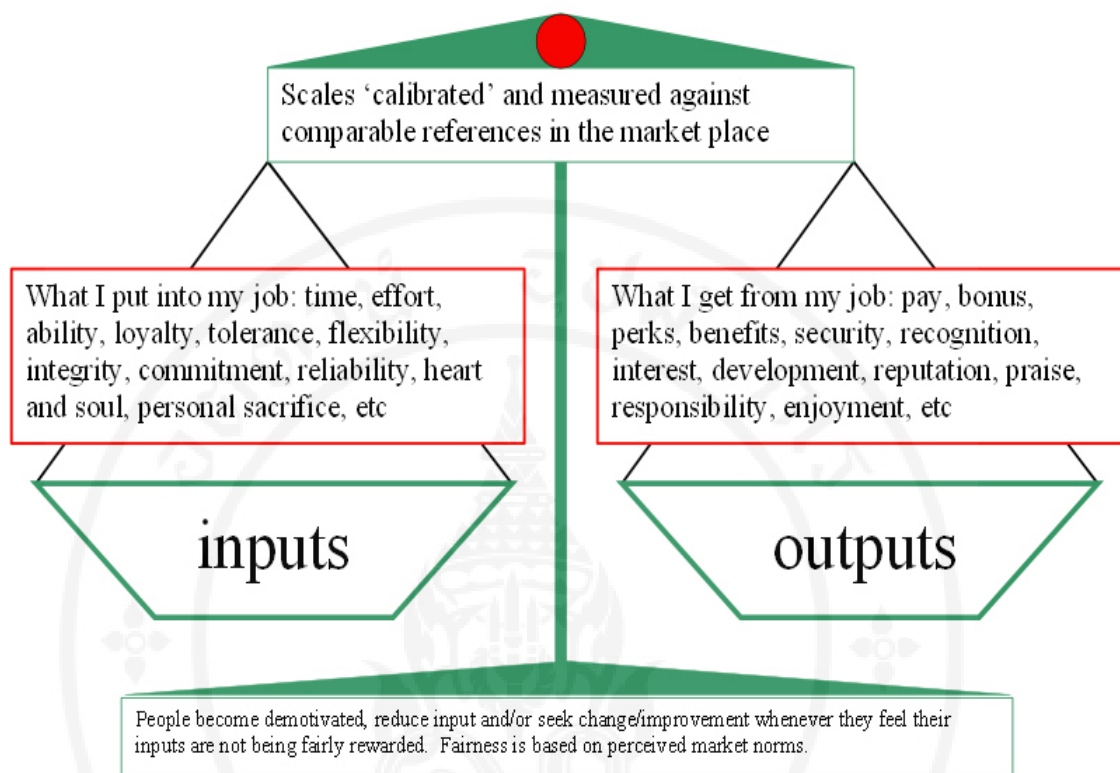 Scales ‘calibrated’ and measured against
comparable references in the market place
What I put into my job: time, effort,
ability, loyalty, tolerance, flexibility,
integrity, commitment, reliability, heart
and soul, personal sacrifice, etc
What I get from my job: pay, bonus,
perks, benefits, security, recognition,
interest, development, reputation, praise,
responsibility, enjoyment, etc
inputs
outputs
People become demotivated, reduce input and/or seek change/improvement whenever they feel their
inputs are not being fairly rewarded.  Fairness is based on perceived market norms.